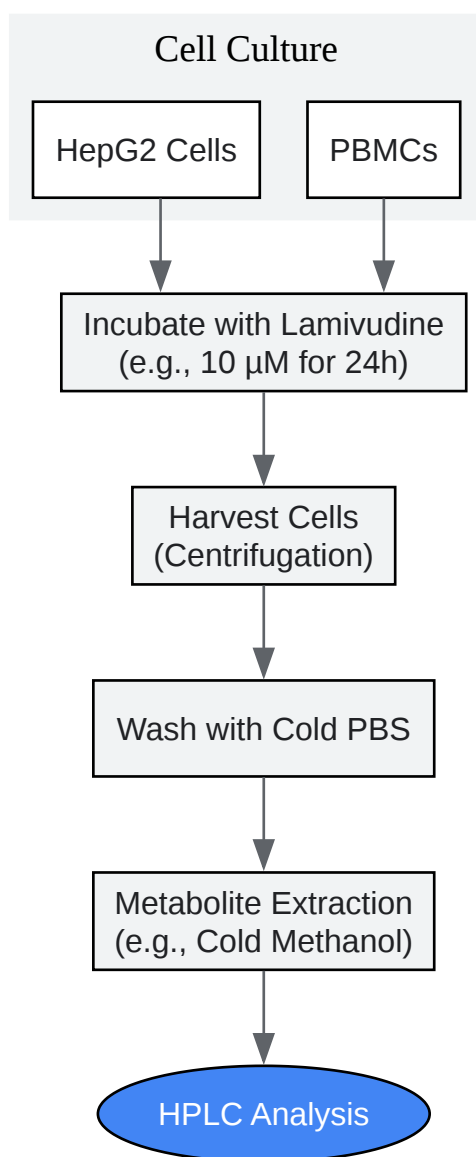 Cell Culture
HepG2 Cells
PBMCs
Incubate with Lamivudine
(e.g., 10 µM for 24h)
Harvest Cells
(Centrifugation)
Wash with Cold PBS
Metabolite Extraction
(e.g., Cold Methanol)
HPLC Analysis